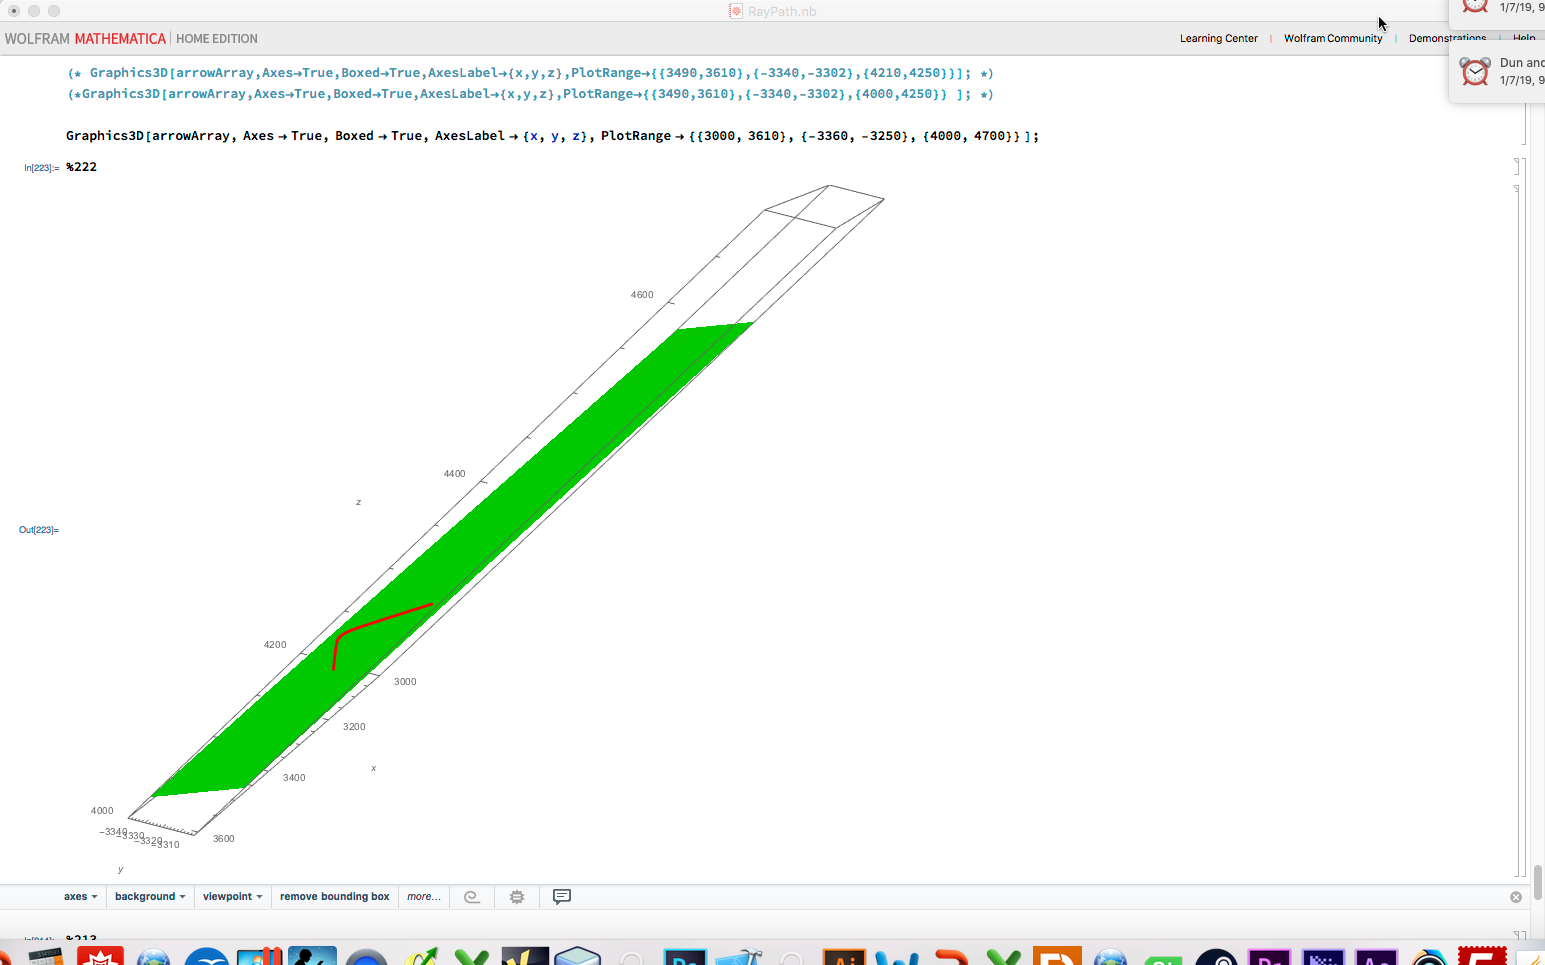 RayPath.nb
1/7/19, 9
WOLFRAM MATHEMATICA | HOME EDITION
Learning Center | Wolfram Community | Demonstrations | Help
Dun and
1/7/19, 9
(* Graphics3D[arrowArray,Axes→True,Boxed→True,AxesLabel→{x,y,z},PlotRange→{{3490,3610},{-3340,-3302},{4210,4250}}]; *)
(*Graphics3D[arrowArray,Axes→True,Boxed→True,AxesLabel→{x,y,z},PlotRange→{{3490,3610},{-3340,-3302},{4000,4250}} ]; *)
Graphics3D[arrowArray, Axes → True, Boxed → True, AxesLabel → {x, y, z}, PlotRange → {{3000, 3610}, {-3360, -3250}, {4000, 4700}} ];
In[223]:= %222
4600
4400
z
Out[223]=
4200
3000
3200
x
3400
4000
-3340
-3330
-3320
-3310
3600
y
axes background viewpoint remove bounding box more...
%213
Ps
Ai
Pr
Ae